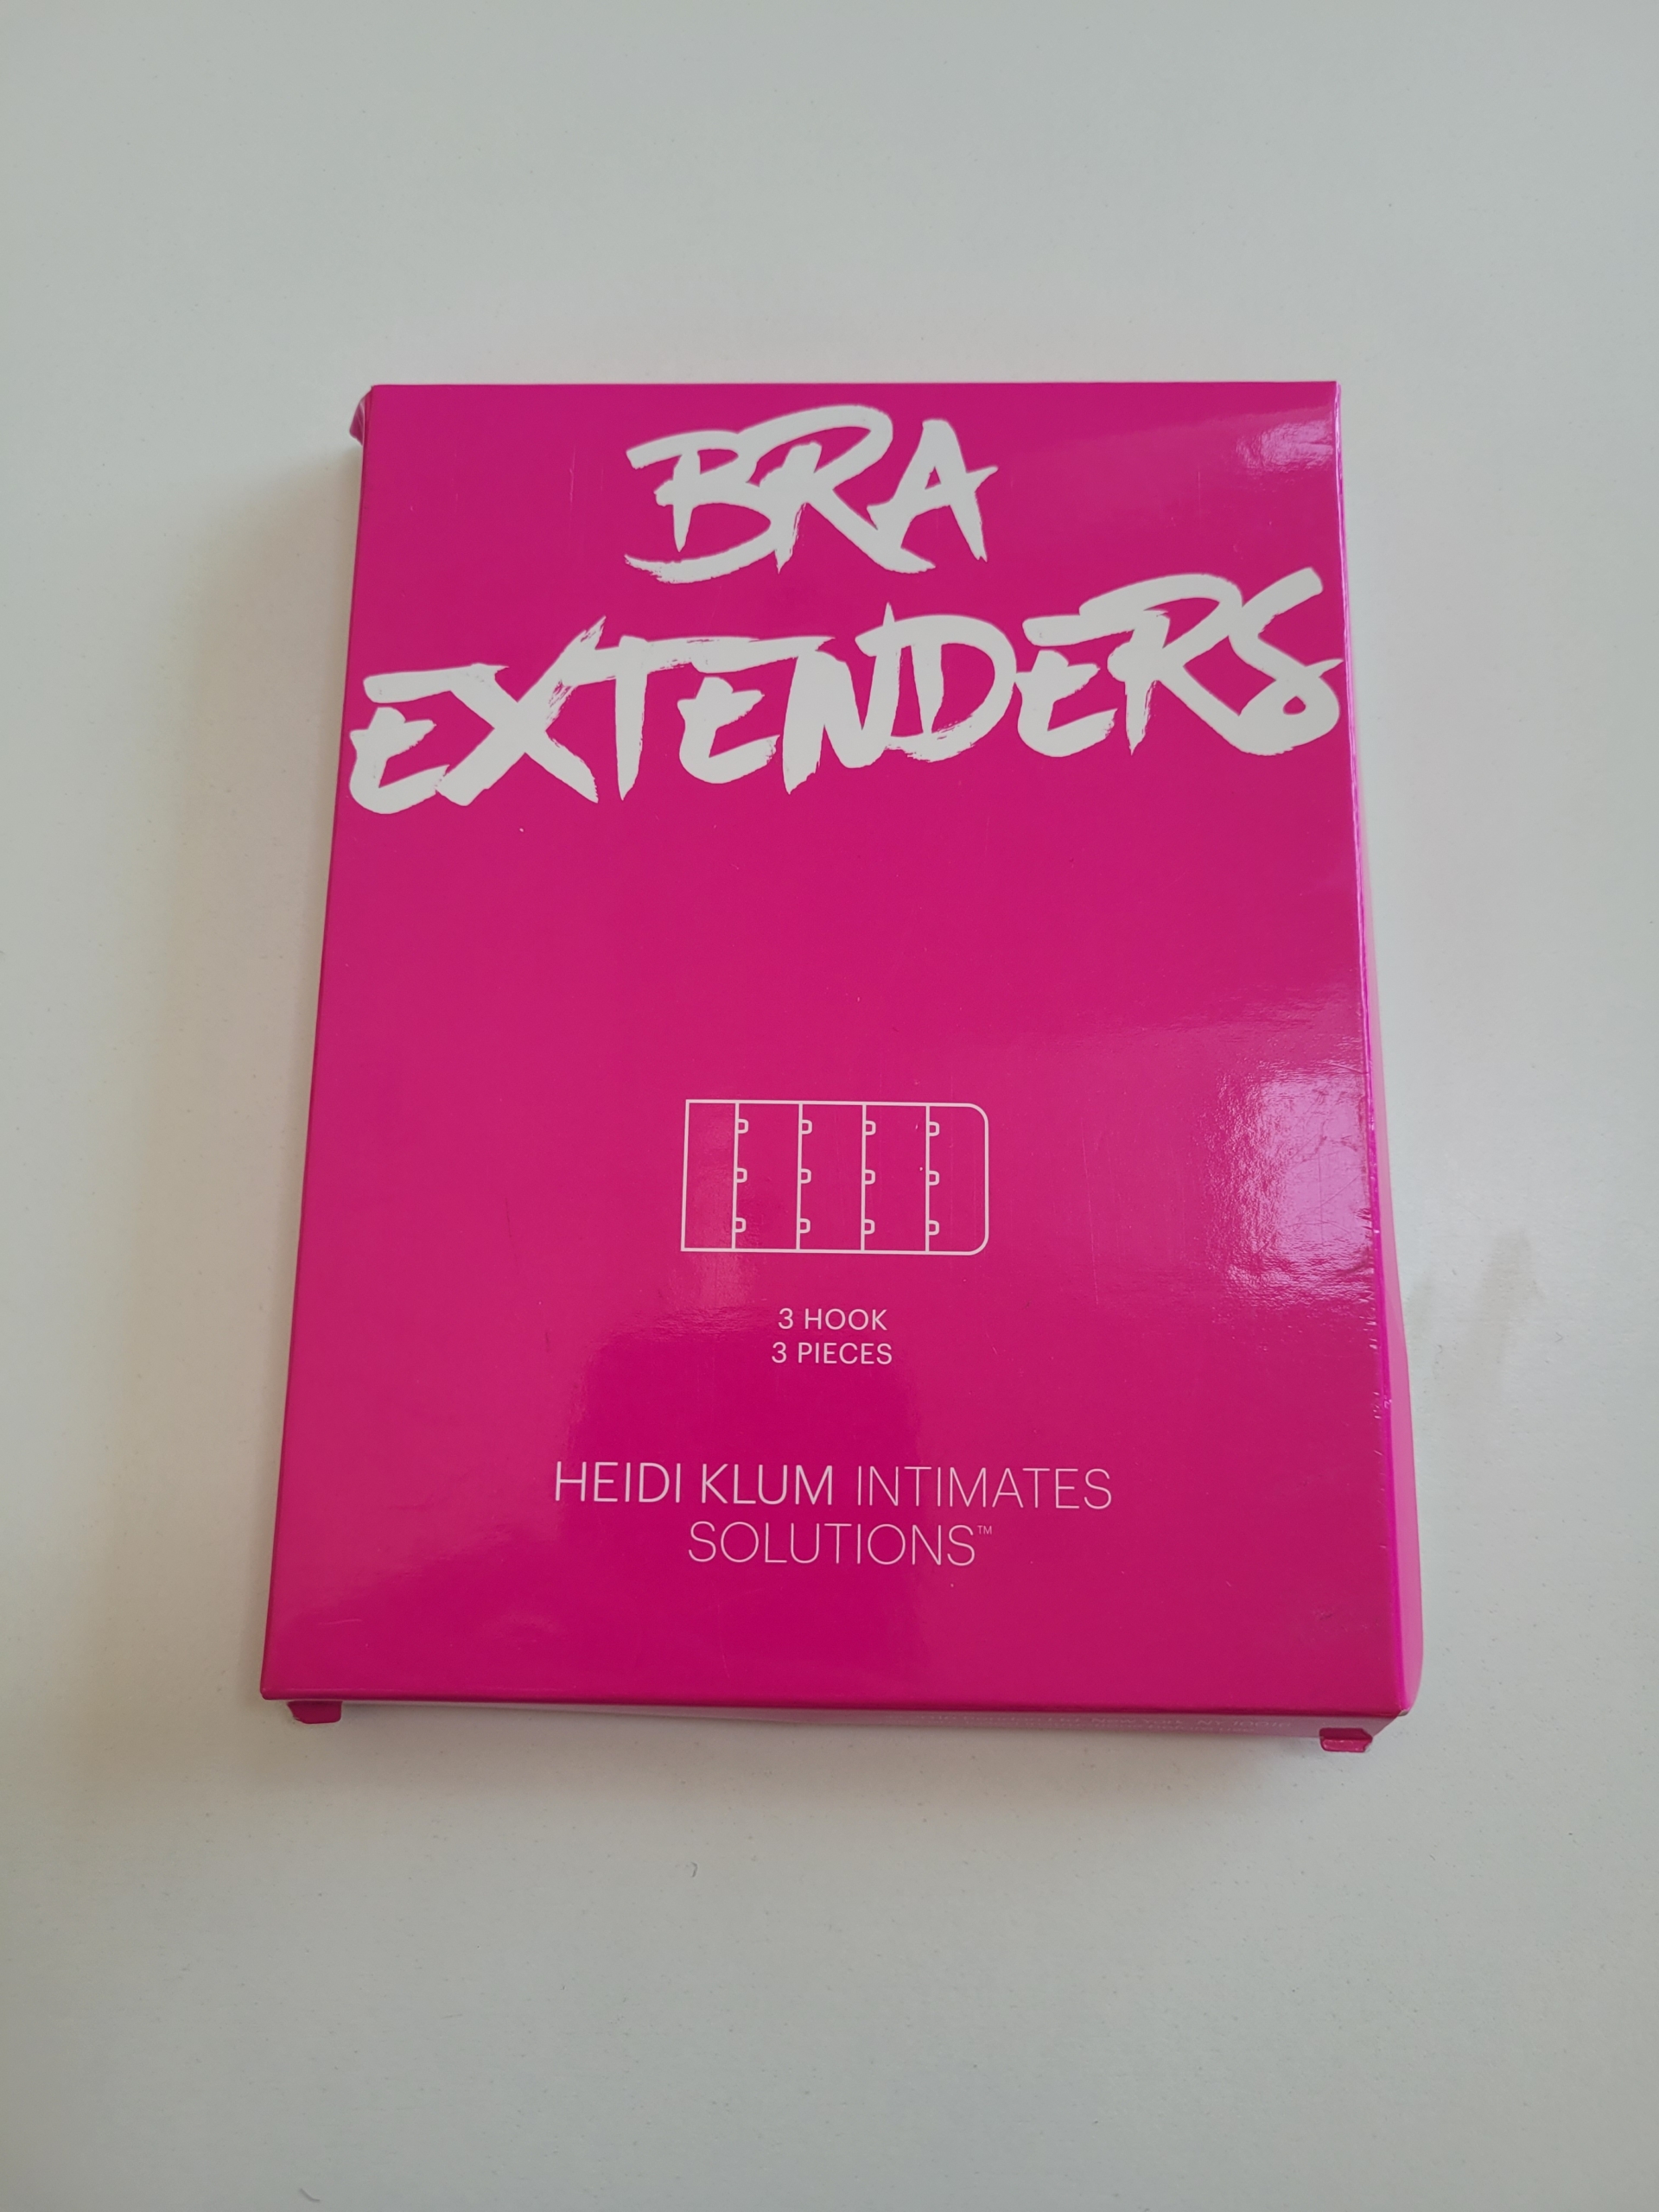 BRA
EXTENDERS
3 HOOK
3 PIECES
HEIDI KLUM INTIMATES
SOLUTIONS™